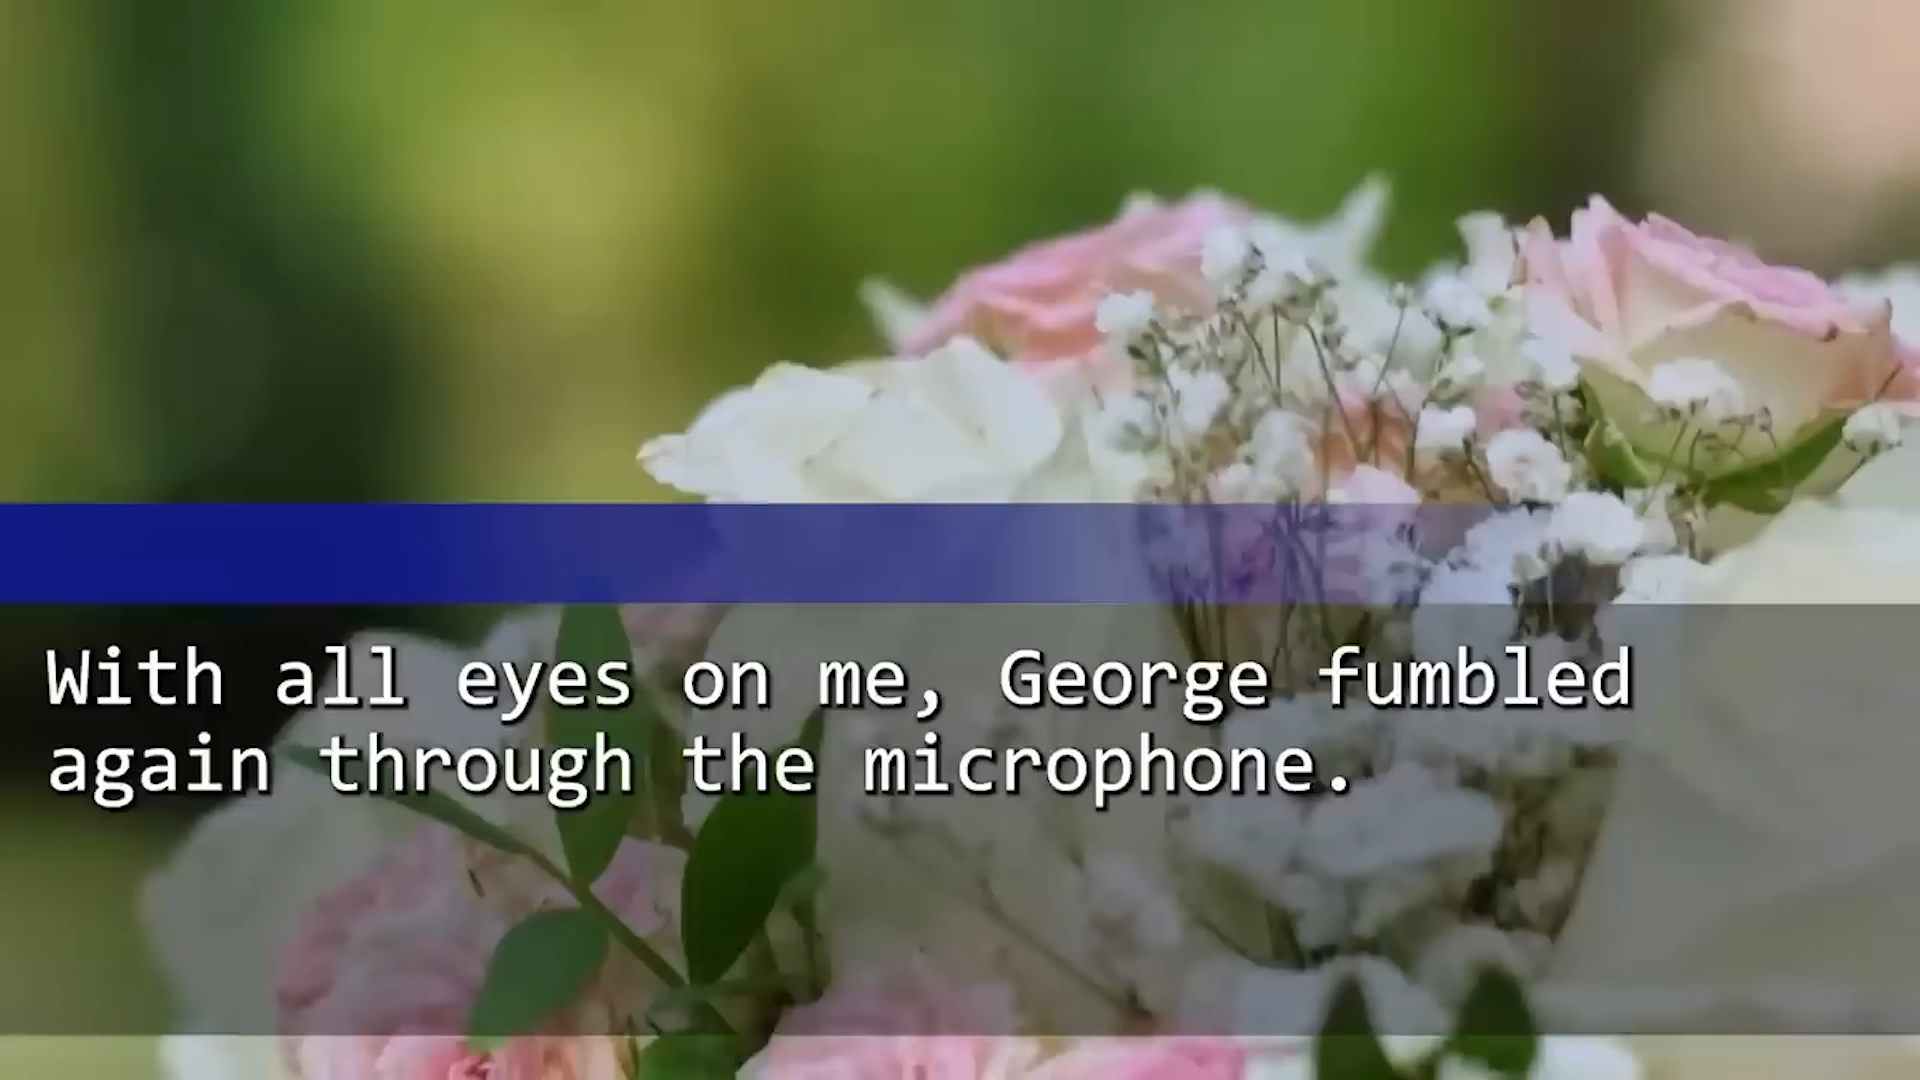 With all eyes on me, George fumbled
again through the microphone.